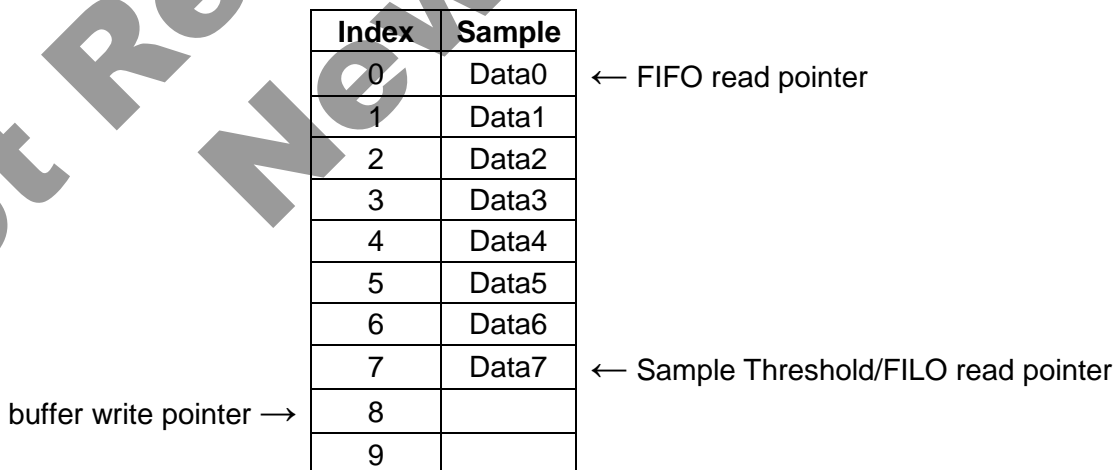 Index Sample
0 Data0 ← FIFO read pointer
1 Data1
2 Data2
3 Data3
4 Data4
5 Data5
6 Data6
7 Data7 ← Sample Threshold/FILO read pointer
buffer write pointer → 8
9